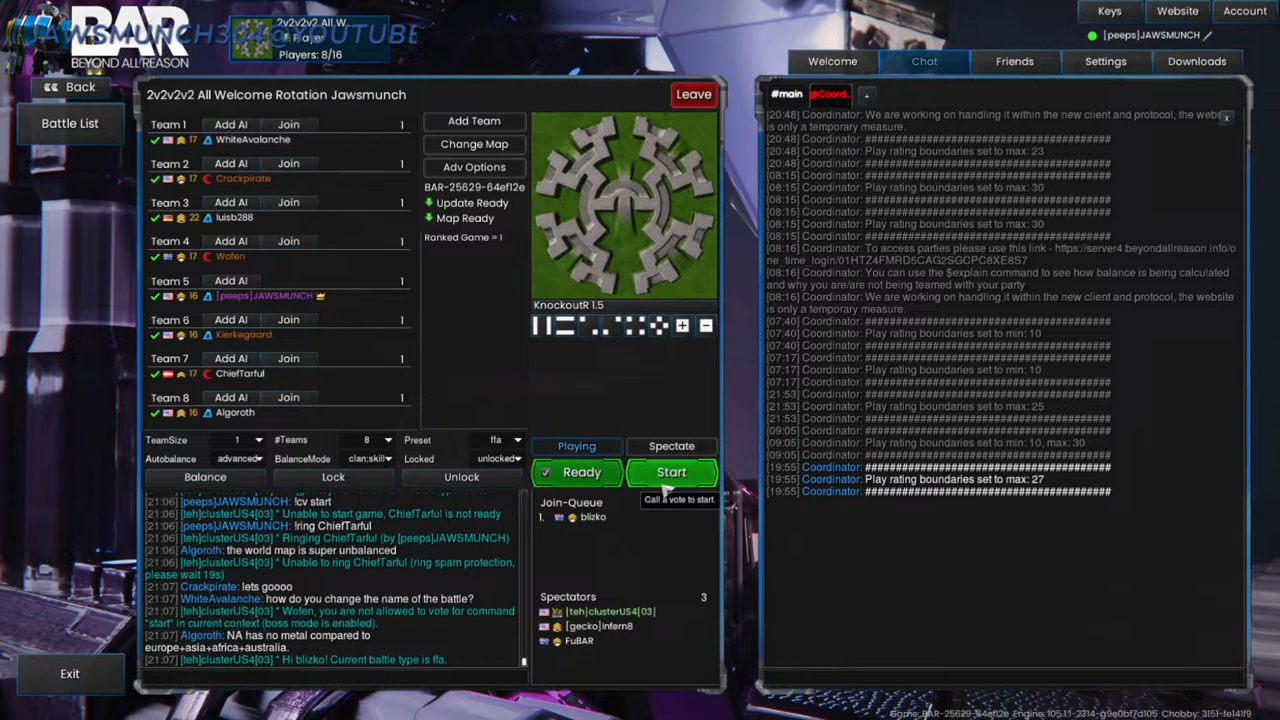 JAWSMUNCH304@YOUTUBE
BAR
BEYOND ALL REASON
2v2v2v2 All W
Players: 8/16
Keys
Website
Account
[peeps]JAWSMUNCH
Back
Battle List
Exit
2v2v2v2 All Welcome Rotation Jawsmunch
Leave
Team 1 Add AI Join 1
17 WhiteAvalanche
Team 2 Add AI Join 1
17 Crackpirate
Team 3 Add AI Join 1
22 luisb288
Team 4 Add AI Join 1
17 Wofen
Team 5 Add AI 1
16 [peeps]JAWSMUNCH
Team 6 Add AI Join 1
16 Kierkegaard
Team 7 Add AI Join 1
17 ChiefTarful
Team 8 Add AI Join 1
16 Algoroth
Add Team
Change Map
Adv Options
BAR-25629-64ef12e
Update Ready
Map Ready
Ranked Game = 1
KnockoutR 1.5
TeamSize 1 #Teams 8 Preset ffa
Autobalance advanced BalanceMode clan;skill Locked unlocked
Balance Lock Unlock
[21:06] [peeps]JAWSMUNCH: !cv start
[21:06] [teh]clusterUS4[03] * Unable to start game, ChiefTarful is not
ready
[21:06] [peeps]JAWSMUNCH: !ring ChiefTarful
[21:06] [teh]clusterUS4[03] * Ringing ChiefTarful (by [peeps]JAWSMUNCH)
[21:06] Algoroth: the world map is super unbalanced
[21:06] [teh]clusterUS4[03] * Unable to ring ChiefTarful (ring spam protection,
please wait 19s)
[21:07] Crackpirate: lets goooo
[21:07] WhiteAvalanche: how do you change the name of the battle?
[21:07] [teh]clusterUS4[03] * Wofen, you are not allowed to vote for command
"start" in current context (boss mode is enabled).
[21:07] Algoroth: NA has no metal compared to
europe+asia+africa+australia.
[21:07] [teh]clusterUS4[03] * Hi blizko! Current battle type is ffa.
Playing
Spectate
Ready
Start
Call a vote to start.
Join-Queue
1. blizko
Spectators 3
[teh]clusterUS4[03]
[gecko]Infern8
FuBAR
Welcome
Chat
Friends
Settings
Downloads
#main
@Coord..
+
x
[20:48] Coordinator: We are working on handling it within the new client and protocol, the website
is only a temporary measure.
[20:48] Coordinator: ###################################
[20:48] Coordinator: Play rating boundaries set to max: 23
[20:48] Coordinator: ###################################
[08:15] Coordinator: ###################################
[08:15] Coordinator: Play rating boundaries set to max: 30
[08:15] Coordinator: ###################################
[08:15] Coordinator: ###################################
[08:15] Coordinator: Play rating boundaries set to max: 30
[08:15] Coordinator: ###################################
[08:16] Coordinator: To access parties please use this link - https://server4.beyondallreason.info/o
ne_time_login/01HTZ4FMRD5CAG2SGCPC8XE8S7
[08:16] Coordinator: You can use the $explain command to see how balance is being calculated
and why you are/are not being teamed with your party
[08:16] Coordinator: We are working on handling it within the new client and protocol, the website
is only a temporary measure.
[07:40] Coordinator: ###################################
[07:40] Coordinator: Play rating boundaries set to min: 10
[07:40] Coordinator: ###################################
[07:17] Coordinator: ###################################
[07:17] Coordinator: Play rating boundaries set to min: 10
[07:17] Coordinator: ###################################
[21:53] Coordinator: ###################################
[21:53] Coordinator: Play rating boundaries set to max: 25
[21:53] Coordinator: ###################################
[09:05] Coordinator: ###################################
[09:05] Coordinator: Play rating boundaries set to min: 10, max: 30
[09:05] Coordinator: ###################################
[19:55] Coordinator: ###################################
[19:55] Coordinator: Play rating boundaries set to max: 27
[19:55] Coordinator: ###################################
Game: BAR-25629-64ef12e Engine: 105.1.1-2314-g9e0bf7d105 Chobby: 3151-fe141f9